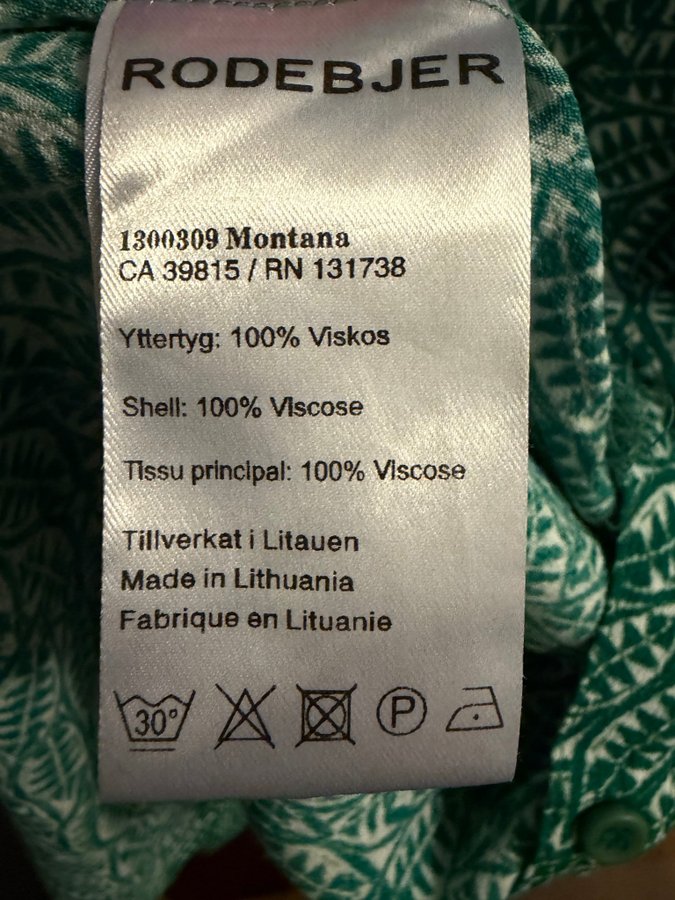 RODEBJER
1300309 Montana
CA 39815 / RN 131738
Yttertyg: 100% Viskos
Shell: 100% Viscose
Tissu principal: 100% Viscose
Tillverkat i Litauen
Made in Lithuania
Fabrique en Lituanie
30° P